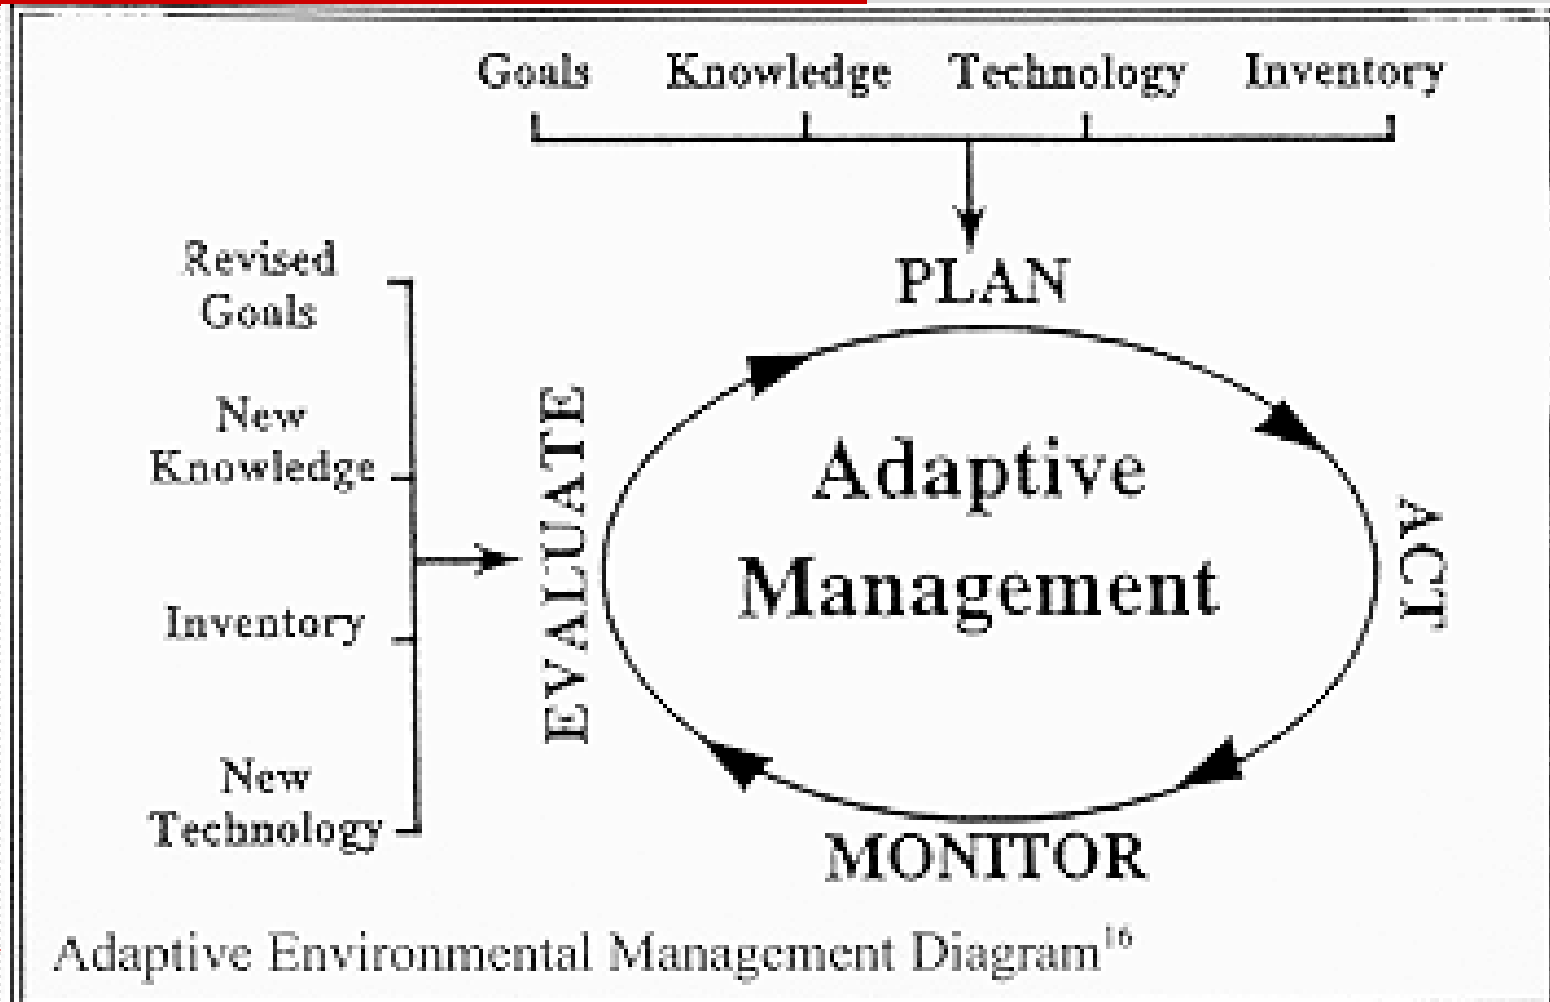 Goals Knowledge Technology Inventory
PLAN
Revised
Goals
New
Knowledge
Inventory
New
Technology
EVALUATE
Adaptive
Management
ACT
MONITOR
Adaptive Environmental Management Diagram16